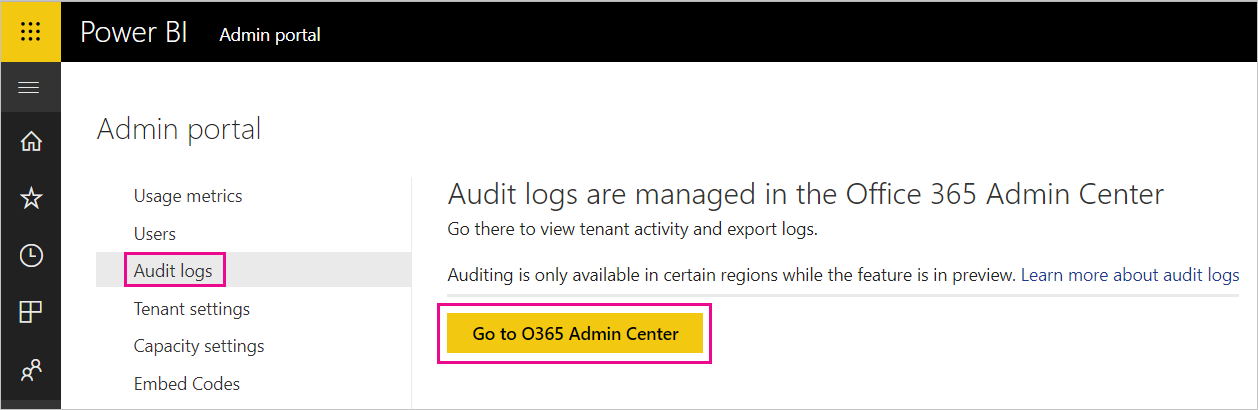 Power BI Admin portal
Admin portal
Usage metrics
Users
Audit logs
Tenant settings
Capacity settings
Embed Codes
Audit logs are managed in the Office 365 Admin Center
Go there to view tenant activity and export logs.
Auditing is only available in certain regions while the feature is in preview. Learn more about audit logs
Go to O365 Admin Center